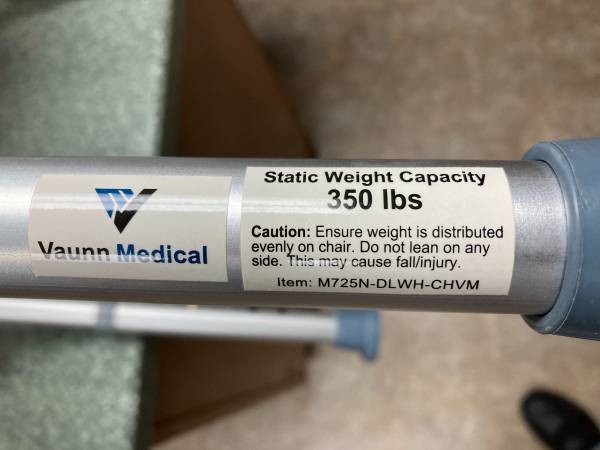 Vaunn Medical
Static Weight Capacity
350 lbs
Caution: Ensure weight is distributed
evenly on chair. Do not lean on any
side. This may cause fall/injury.
Item: M725N-DLWH-CHVM